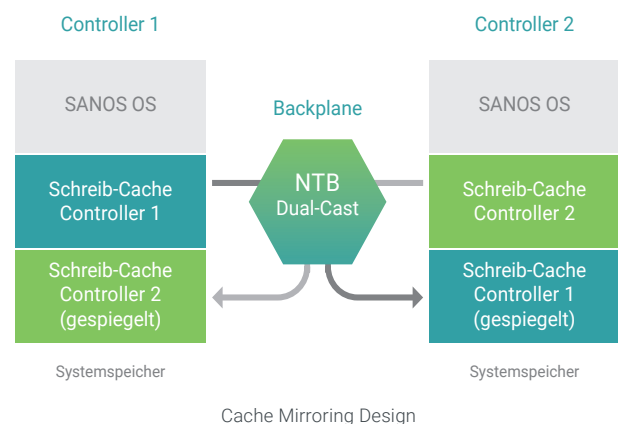 Controller 1
Controller 2
SANOS OS
SANOS OS
Backplane
NTB
Dual-Cast
Schreib-Cache
Controller 1
Schreib-Cache
Controller 2
Schreib-Cache
Controller 2
(gespiegelt)
Schreib-Cache
Controller 1
(gespiegelt)
Systemspeicher
Systemspeicher
Cache Mirroring Design